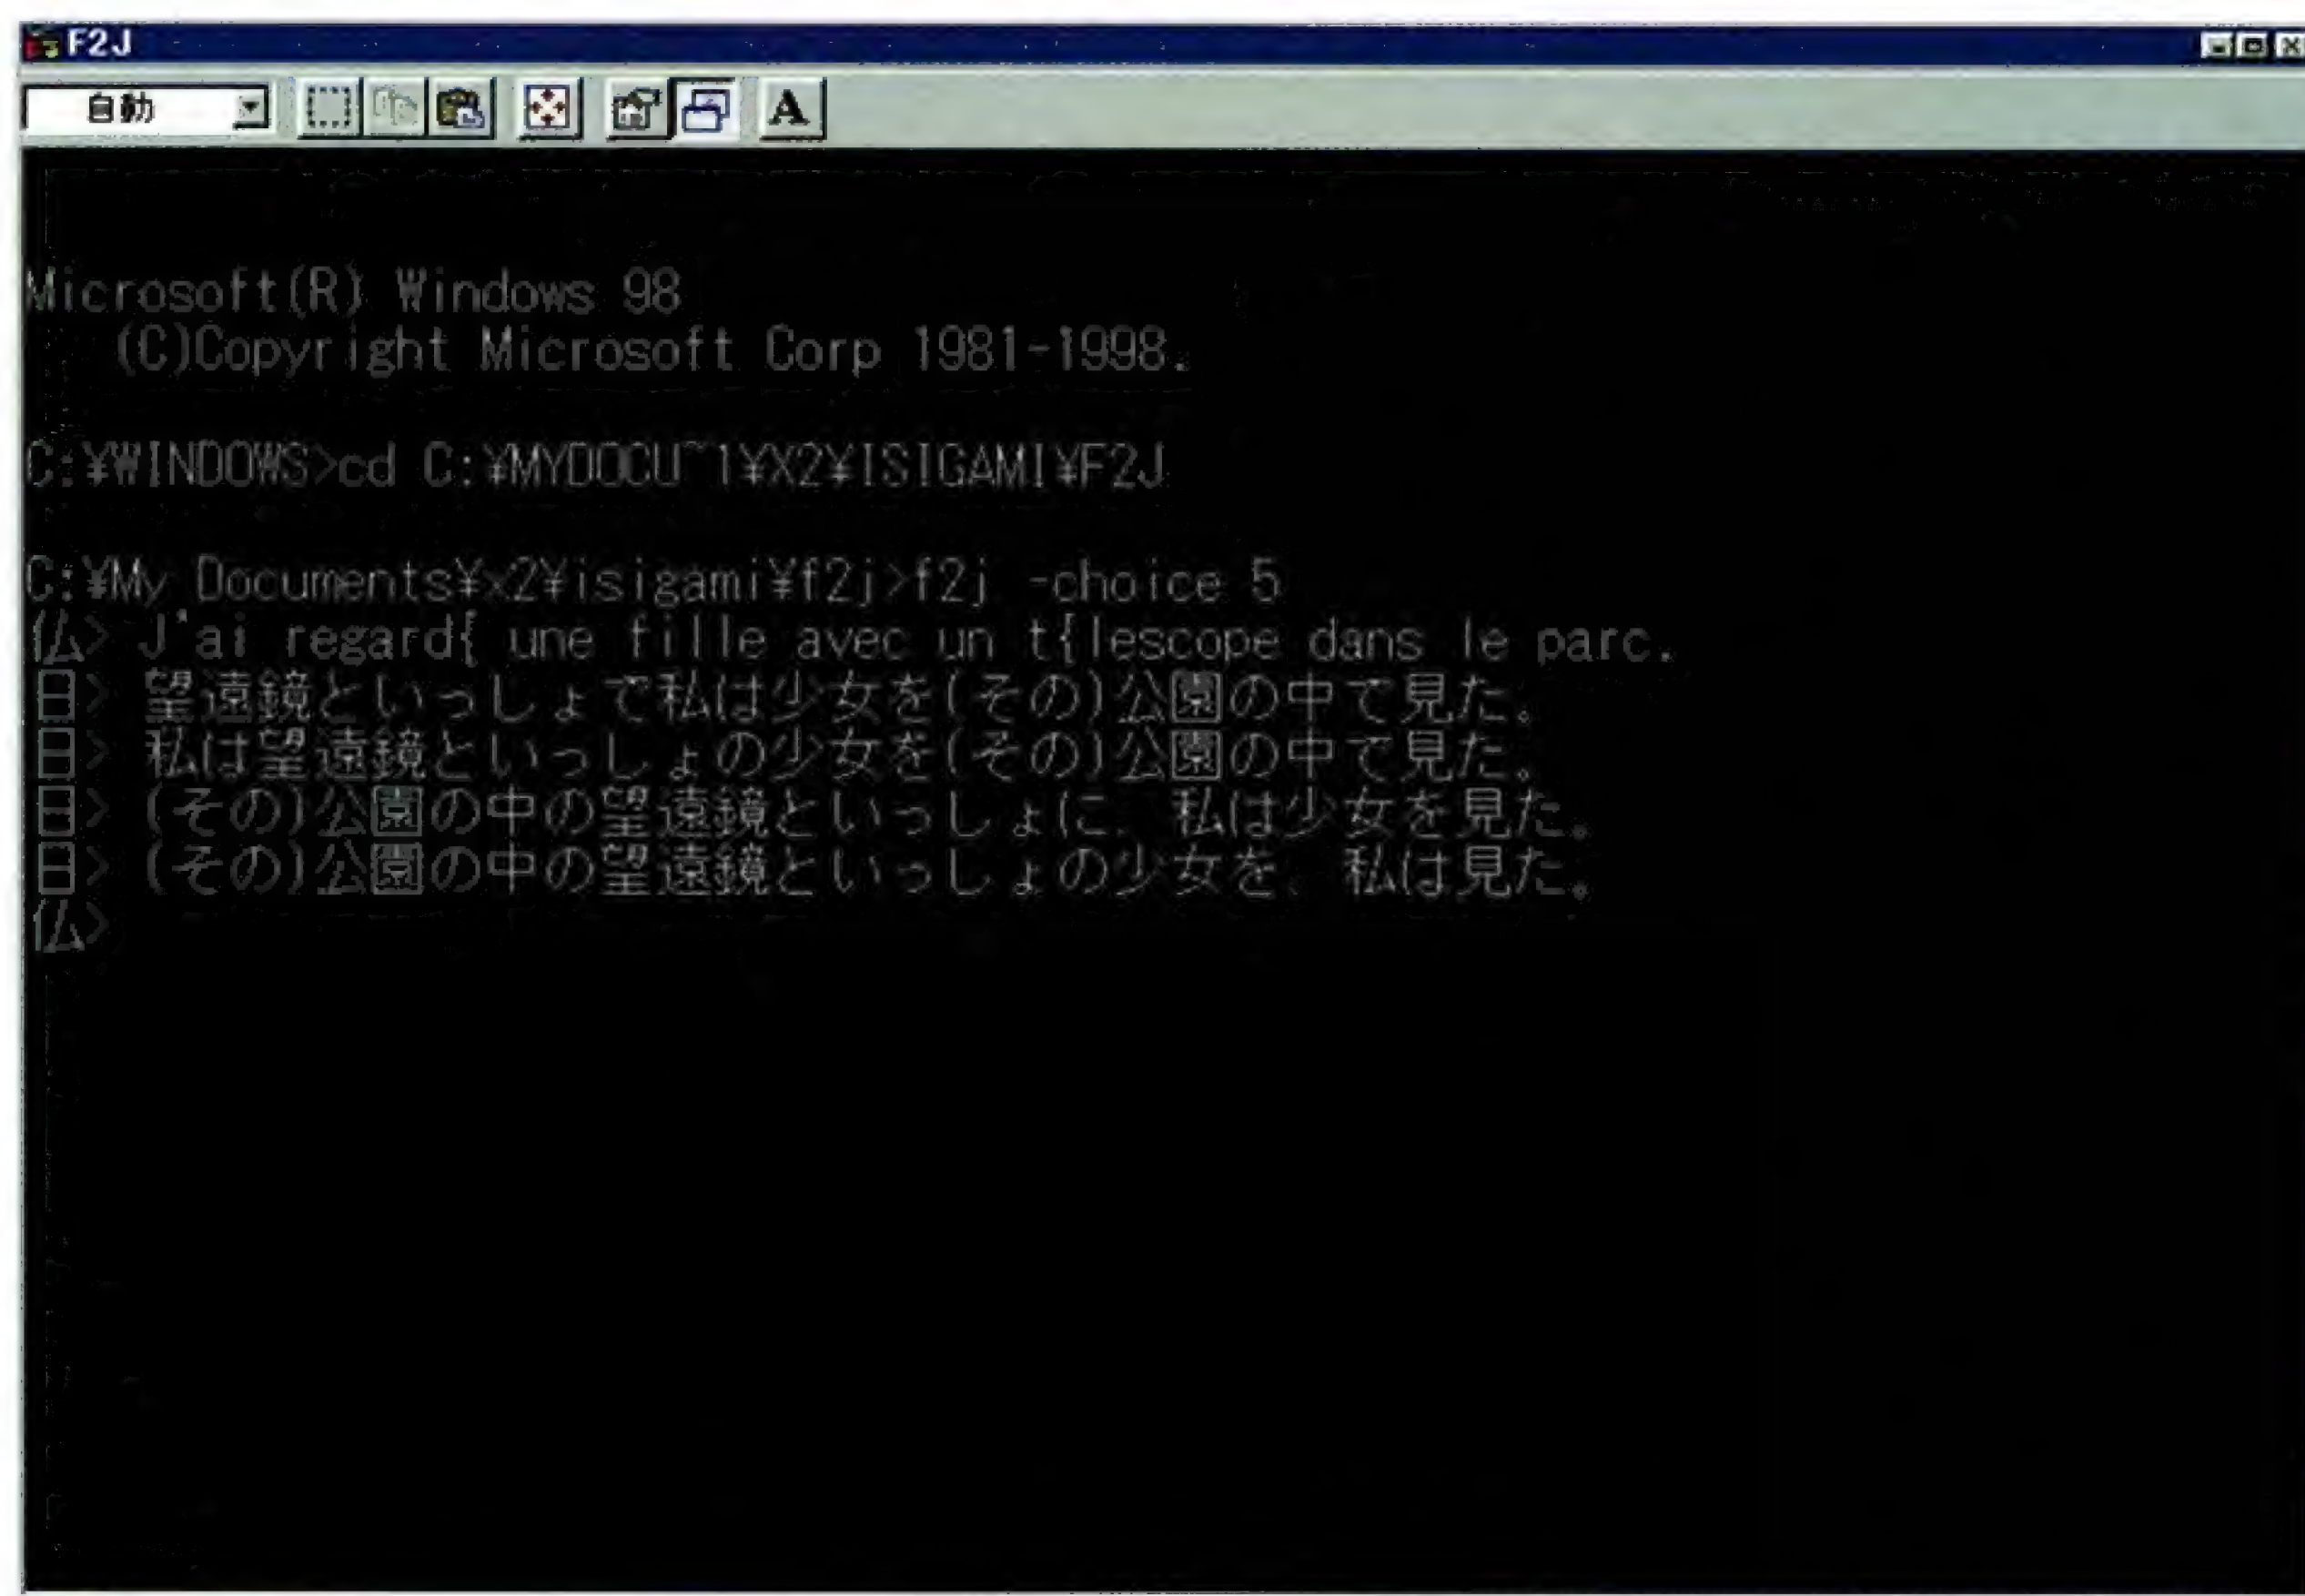 F2J
自動
A
Microsoft(R) Windows 98
(C)Copyright Microsoft Corp 1981-1998.
C:¥WINDOWS>cd C:¥MYDOCU~1¥X2¥ISIGAMI¥F2J
C:¥My Documents¥x2¥isigami¥f2j>f2j -choice 5
仏> J'ai regard{ une fille avec un t{lescope dans le parc.
日> 望遠鏡といっしょで私は少女を(その)公園の中で見た。
日> 私は望遠鏡といっしょの少女を(その)公園の中で見た。
日> (その)公園の中の望遠鏡といっしょに、私は少女を見た。
日> (その)公園の中の望遠鏡といっしょの少女を、私は見た。
仏>